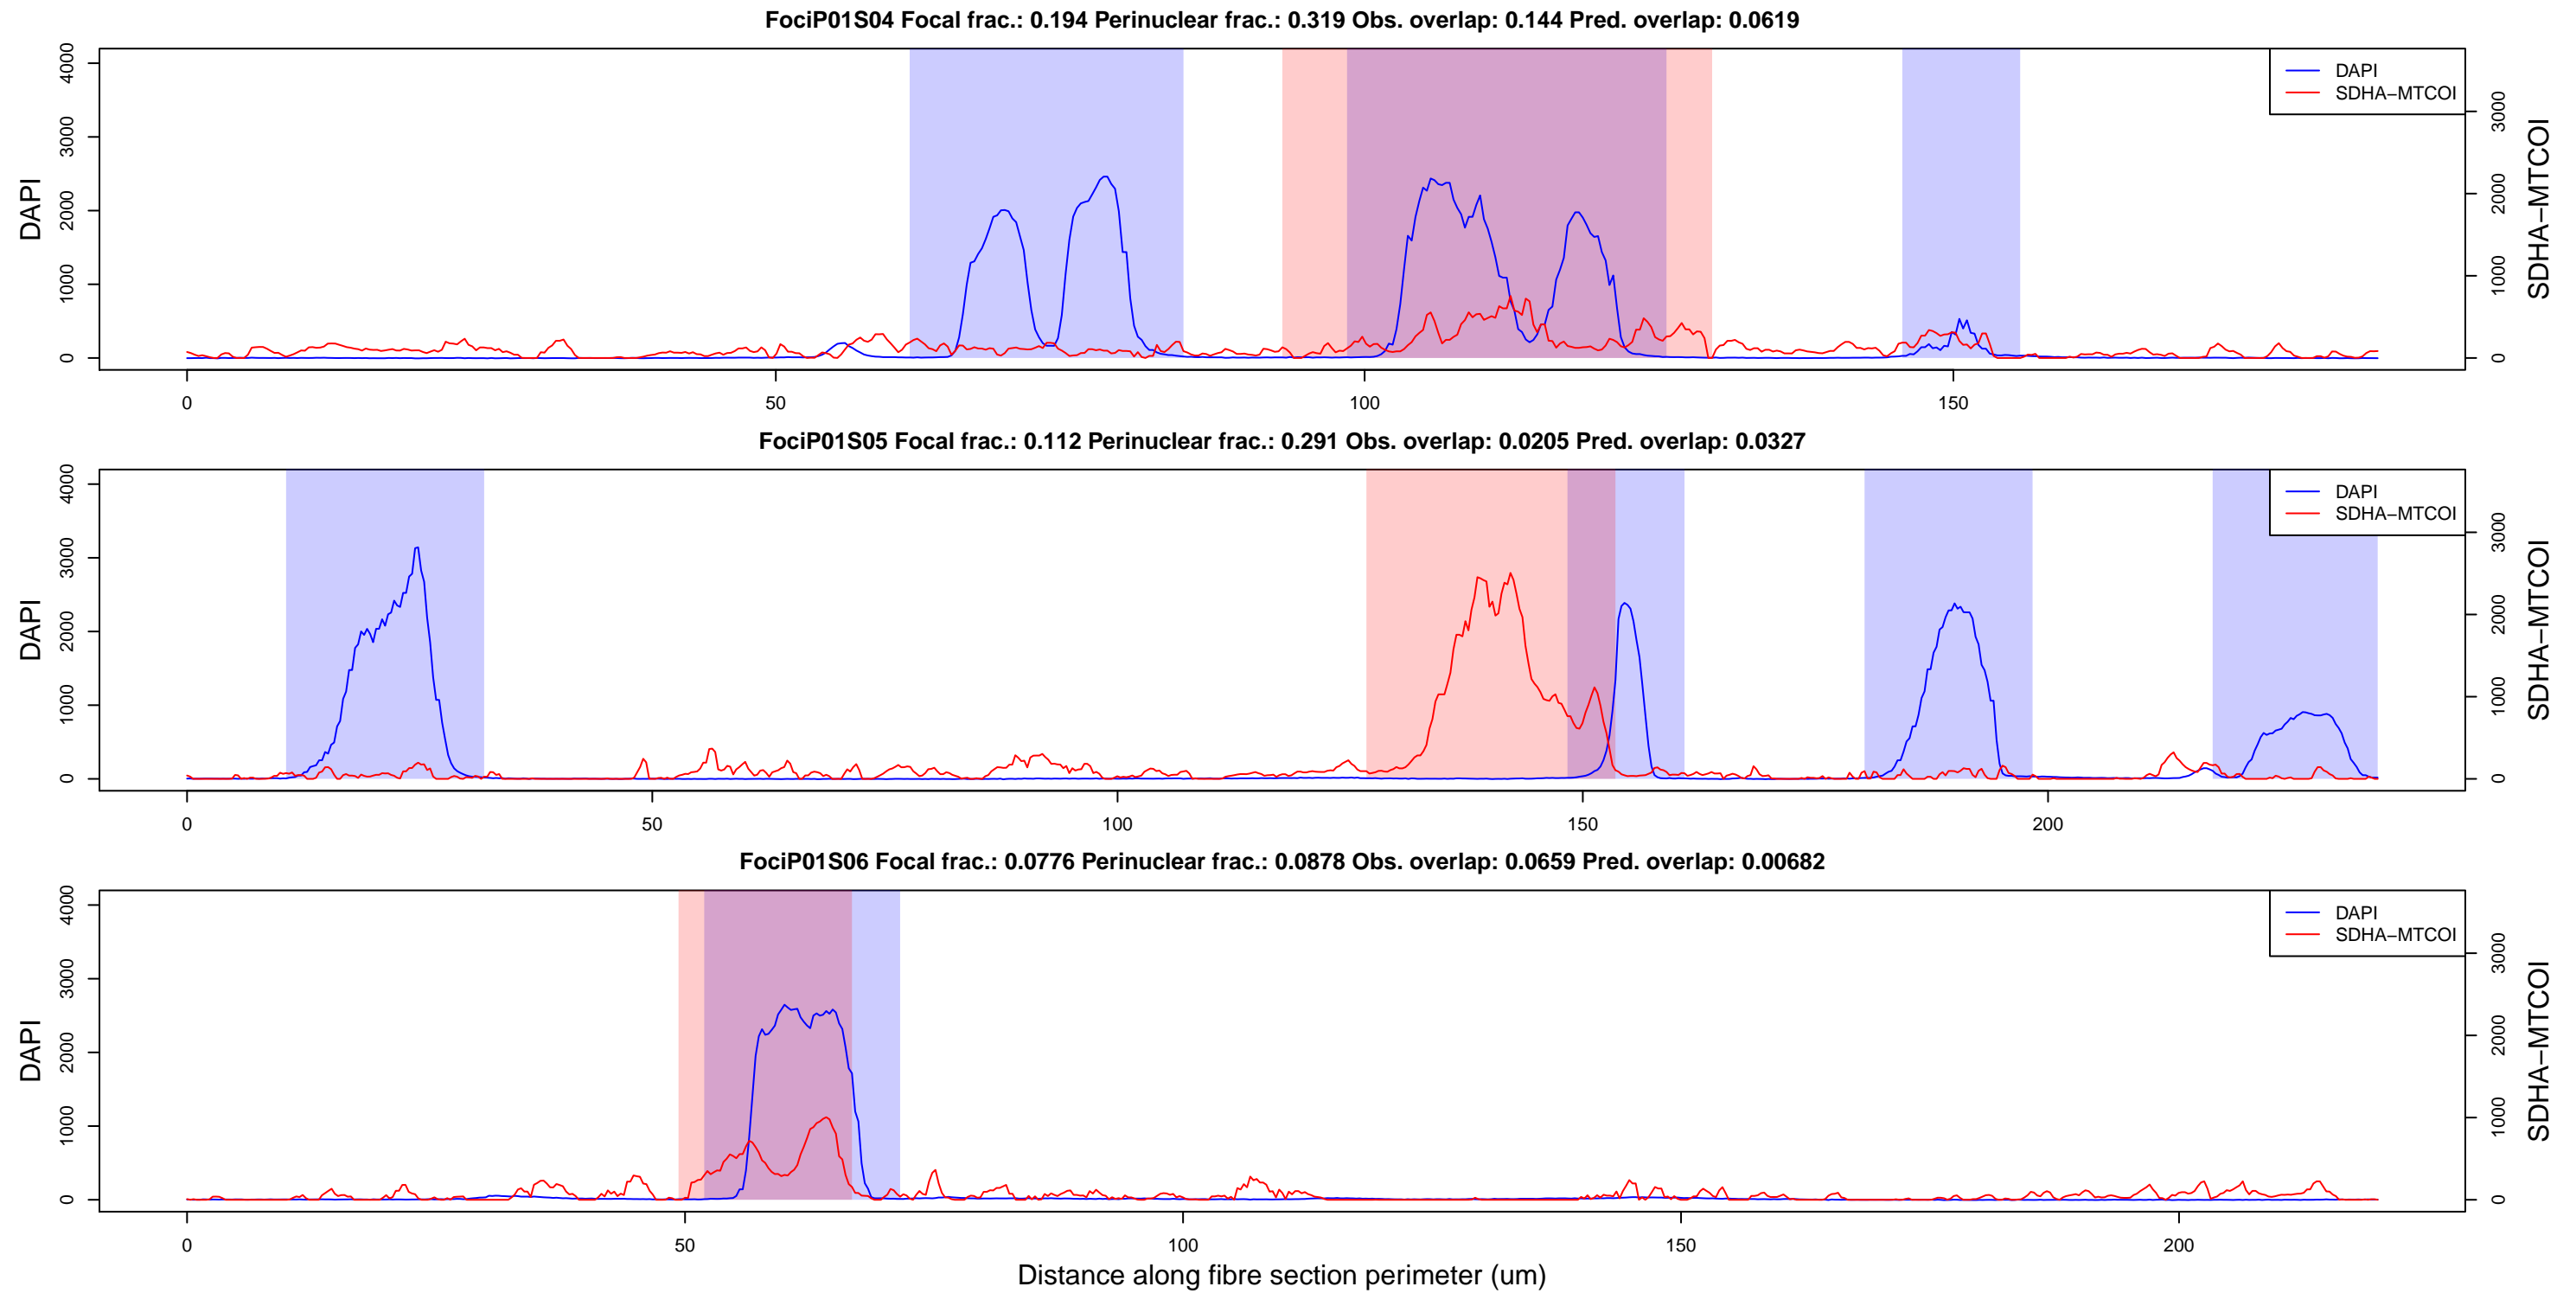 FociP01S04 Focal frac.: 0.194 Perinuclear frac.: 0.319 Obs. overlap: 0.144 Pred. overlap: 0.0619
DAPI
0 1000 2000 3000 4000
DAPI
SDHA−MTCOI
0 1000 2000 3000
SDHA−MTCOI
0 50 100 150
FociP01S05 Focal frac.: 0.112 Perinuclear frac.: 0.291 Obs. overlap: 0.0205 Pred. overlap: 0.0327
DAPI
0 1000 2000 3000 4000
DAPI
SDHA−MTCOI
0 1000 2000 3000
SDHA−MTCOI
0 50 100 150 200
FociP01S06 Focal frac.: 0.0776 Perinuclear frac.: 0.0878 Obs. overlap: 0.0659 Pred. overlap: 0.00682
DAPI
0 1000 2000 3000 4000
DAPI
SDHA−MTCOI
0 1000 2000 3000
SDHA−MTCOI
0 50 100 150 200
Distance along fibre section perimeter (um)